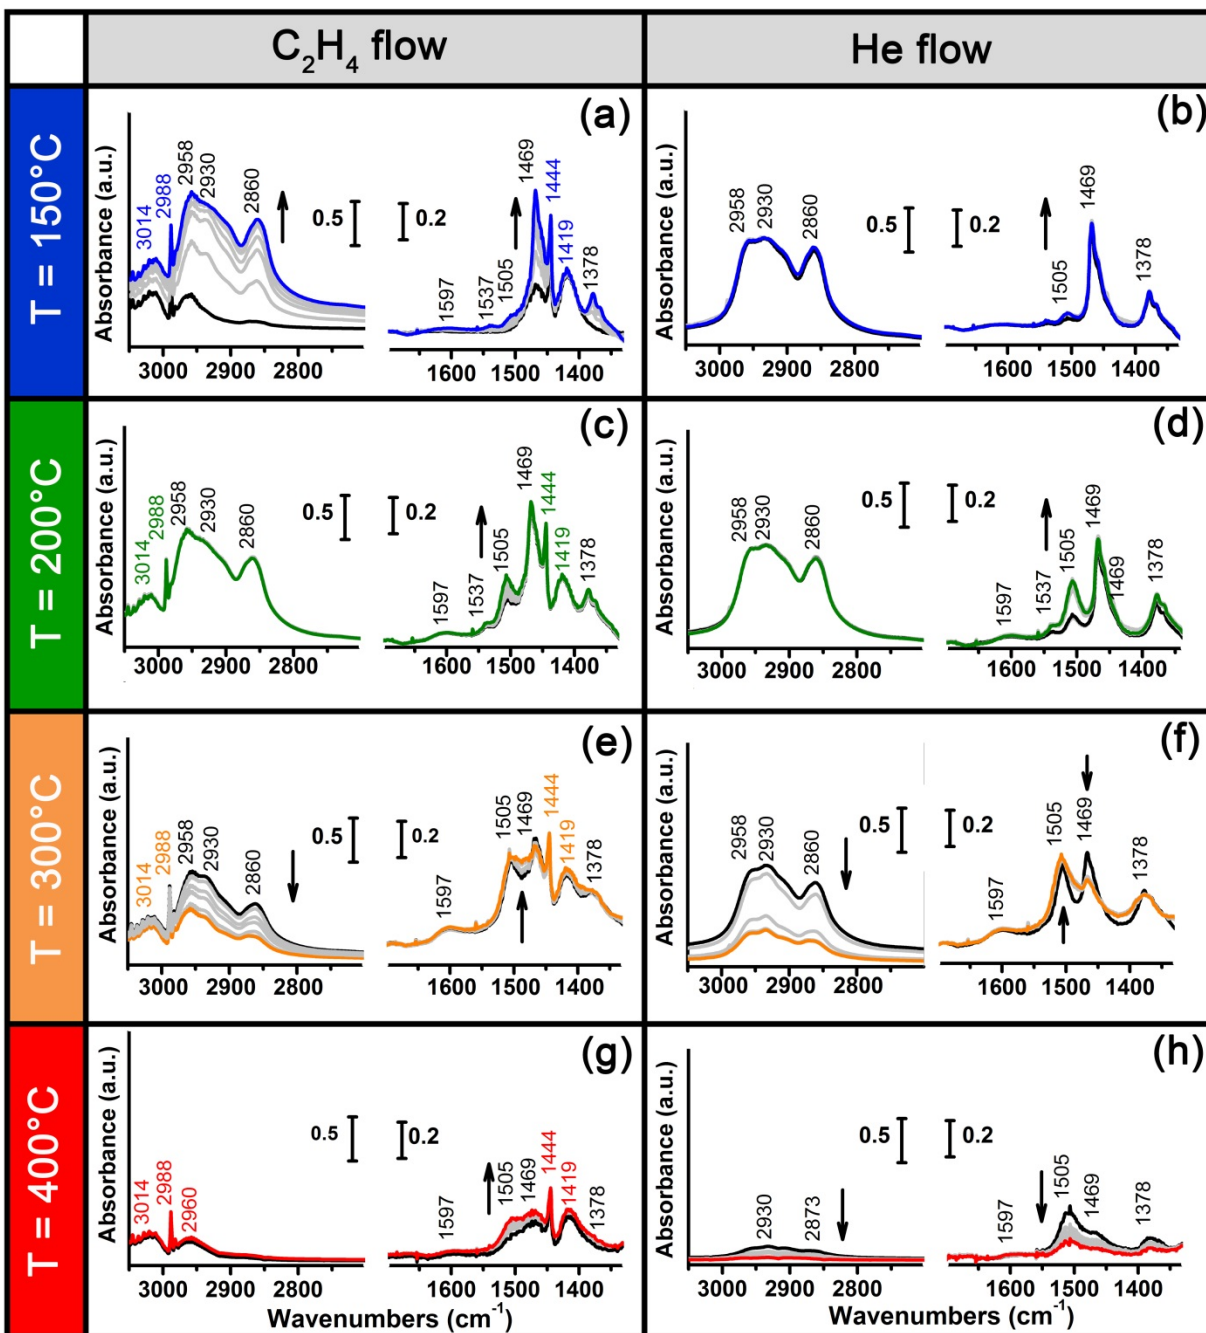 C₂H₄ flow
He flow
T = 150°C
(a)
Absorbance (a.u.)
3014
2988
2958
2930
2860
0.5
0.2
1597
1537
1505
1469
1444
1419
1378
3000 2900 2800
1600 1500 1400
(b)
Absorbance (a.u.)
2958
2930
2860
0.5
0.2
1505
1469
1378
3000 2900 2800
1600 1500 1400
T = 200°C
(c)
Absorbance (a.u.)
3014
2988
2958
2930
2860
0.5
0.2
1597
1537
1505
1469
1444
1419
1378
3000 2900 2800
1600 1500 1400
(d)
Absorbance (a.u.)
2958
2930
2860
0.5
0.2
1597
1537
1505
1469
1469
1378
3000 2900 2800
1600 1500 1400
T = 300°C
(e)
Absorbance (a.u.)
3014
2988
2958
2930
2860
0.5
0.2
1597
1505
1469
1444
1419
1378
3000 2900 2800
1600 1500 1400
(f)
Absorbance (a.u.)
2958
2930
2860
0.5
0.2
1597
1505
1469
1378
3000 2900 2800
1600 1500 1400
T = 400°C
(g)
Absorbance (a.u.)
3014
2988
2960
0.5
0.2
1597
1505
1469
1444
1419
1378
3000 2900 2800
1600 1500 1400
Wavenumbers (cm⁻¹)
(h)
Absorbance (a.u.)
2930
2873
0.5
0.2
1597
1505
1469
1378
3000 2900 2800
1600 1500 1400
Wavenumbers (cm⁻¹)